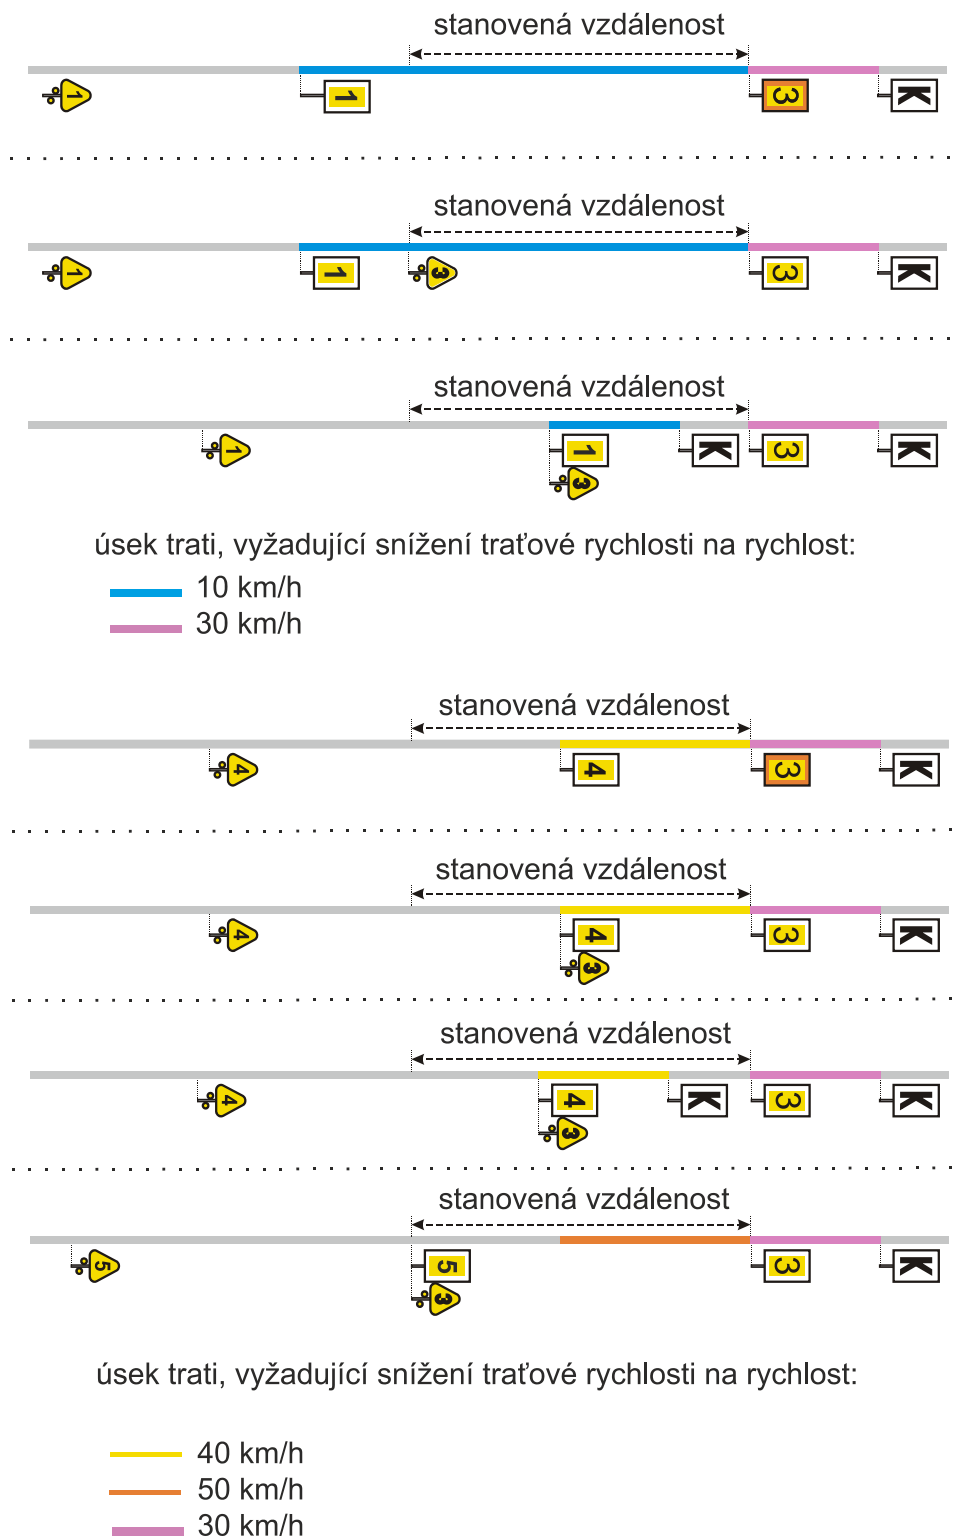 stanovená vzdálenost
1 1 3 K
stanovená vzdálenost
1 1 3 3 K
stanovená vzdálenost
1 1 K 3 K
3
úsek trati, vyžadující snížení traťové rychlosti na rychlost:
10 km/h
30 km/h
stanovená vzdálenost
4 4 3 K
stanovená vzdálenost
4 4 3 K
3
stanovená vzdálenost
4 4 K 3 K
3
stanovená vzdálenost
5 5 3 K
3
úsek trati, vyžadující snížení traťové rychlosti na rychlost:
40 km/h
50 km/h
30 km/h